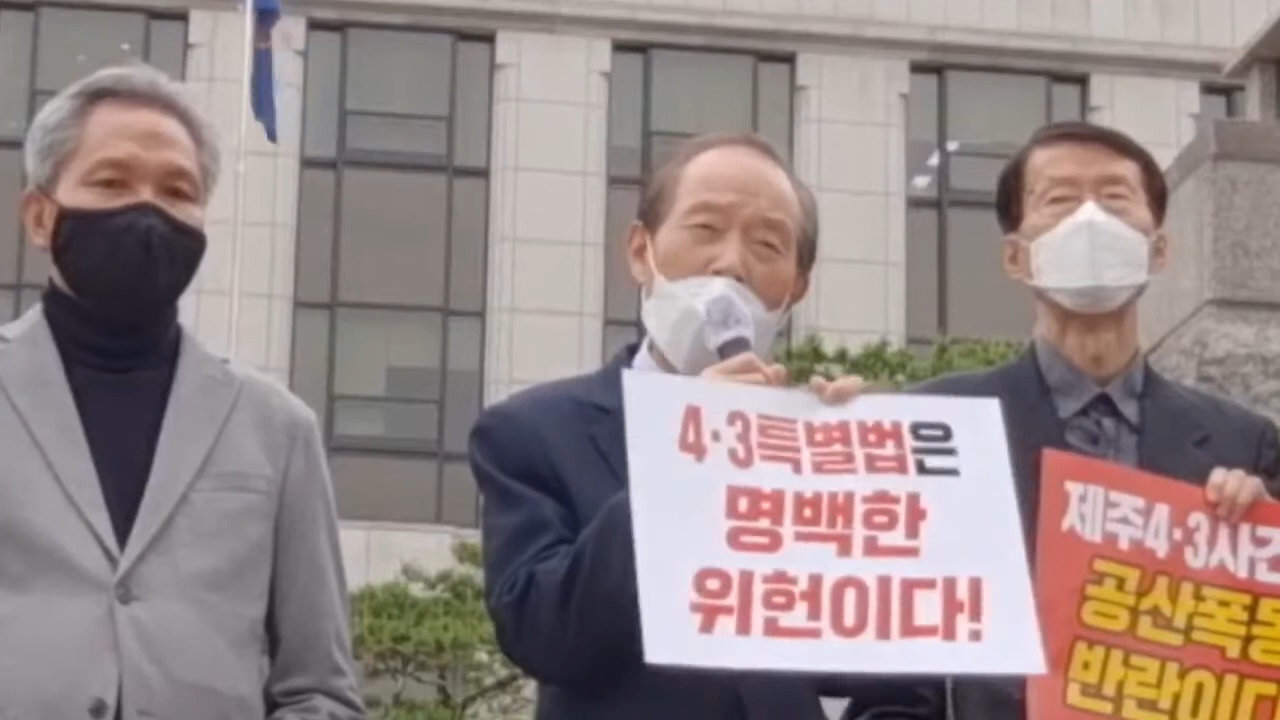 4·3특별법은
명백한
위헌이다!
제주4·3사건
공산폭동
반란이다